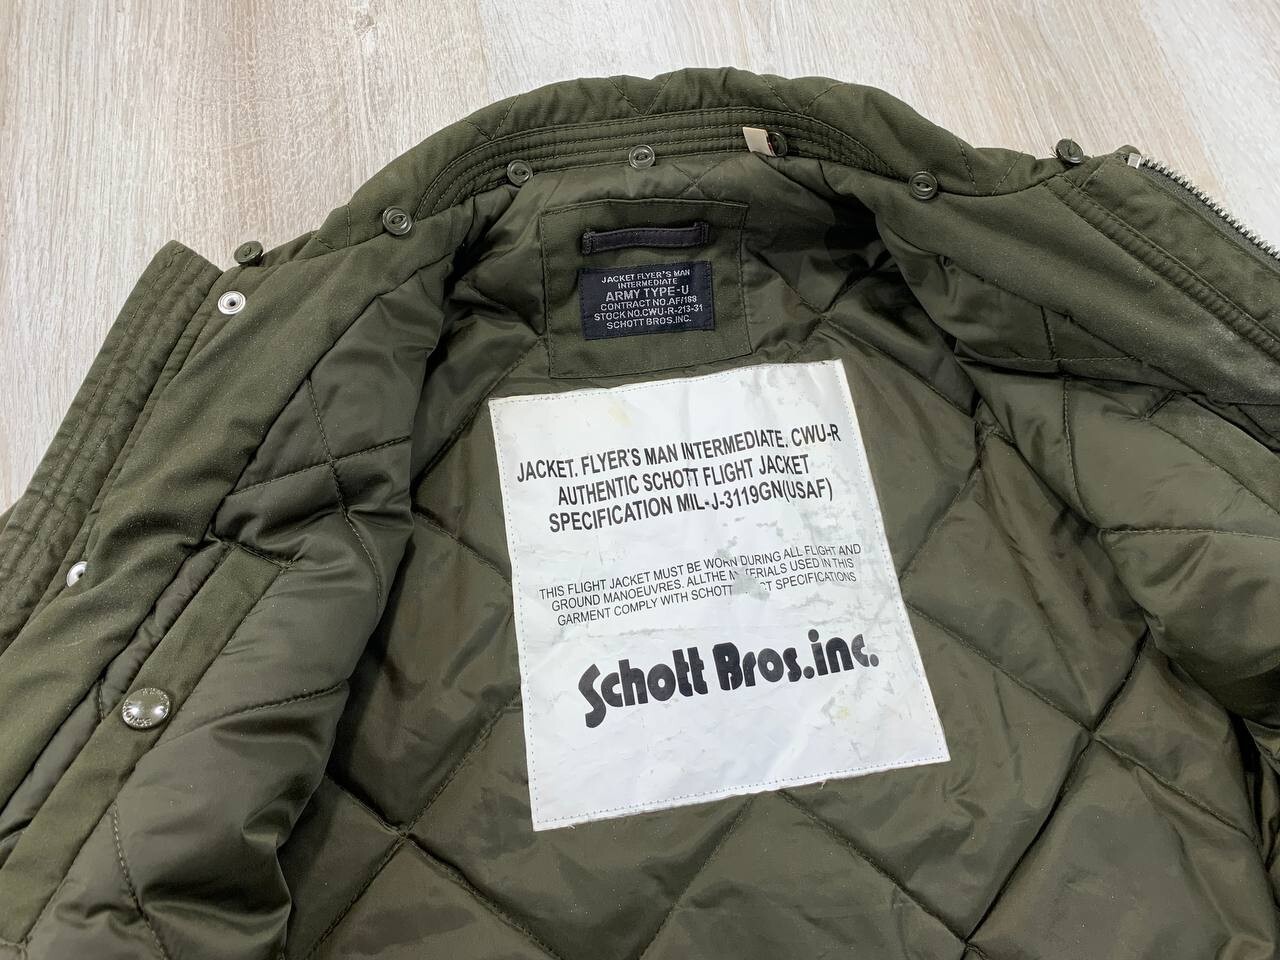 JACKET FLYER'S MAN
INTERMEDIATE
ARMY TYPE-U
CONTRACT NO.AF/188
STOCK NO.CWU-R-213-31
SCHOTT BROS.INC.
JACKET. FLYER'S MAN INTERMEDIATE. CWU-R
AUTHENTIC SCHOTT FLIGHT JACKET
SPECIFICATION MIL-J-3119GN(USAF)
THIS FLIGHT JACKET MUST BE WORN DURING ALL FLIGHT AND
GROUND MANOEUVRES. ALLTHE USED IN THIS
GARMENT COMPLY WITH SCHOTT SPECIFICATIONS
Schott Bros.inc.